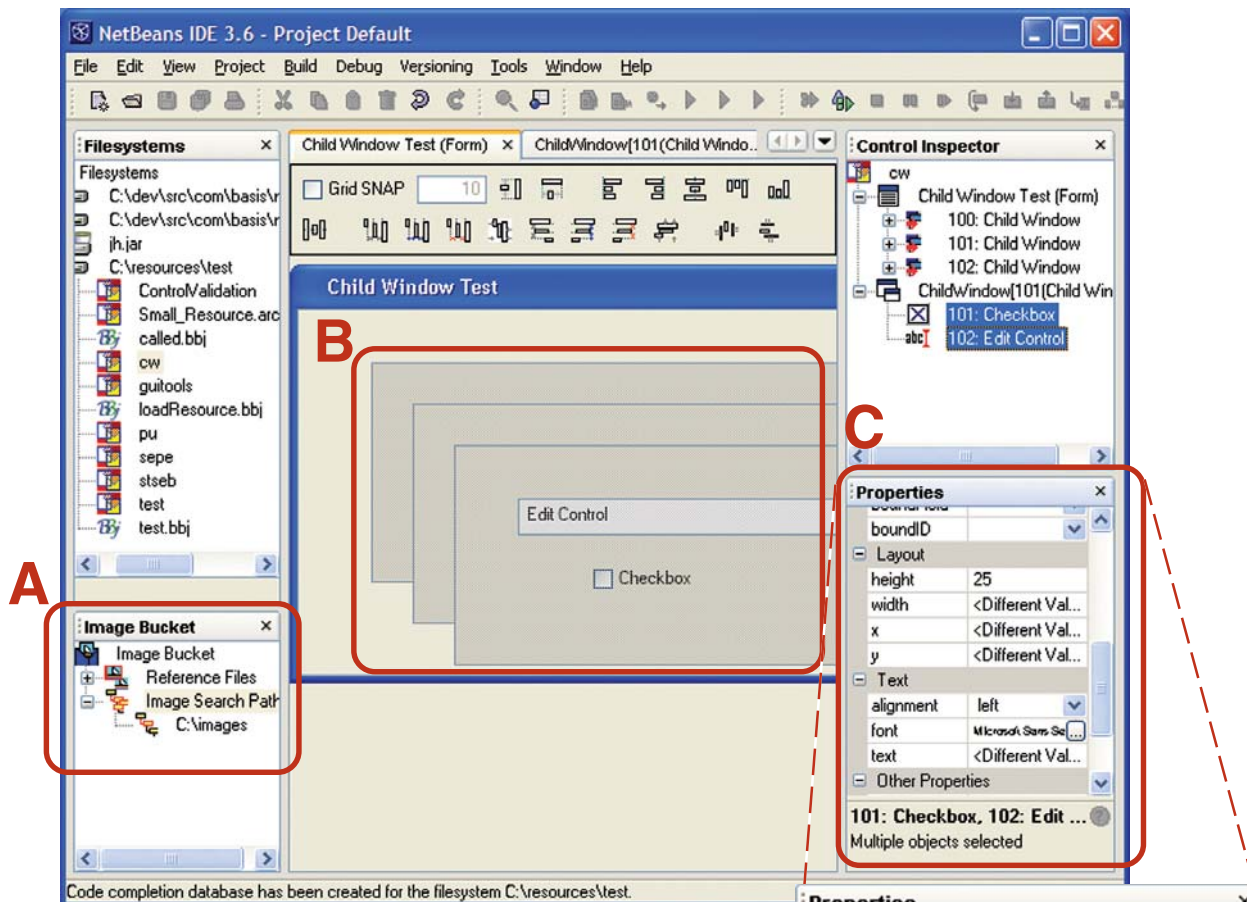 NetBeans IDE 3.6 - Project Default
File Edit View Project Build Debug Versioning Tools Window Help
Filesystems
Filesystems
C:\dev\src\com\basis\r
C:\dev\src\com\basis\r
jh.jar
C:\resources\test
ControlValidation
Small_Resource.arc
called.bbj
cw
guitools
loadResource.bbj
pu
sepe
stseb
test
test.bbj
A
Image Bucket
Image Bucket
Reference Files
Image Search Path
C:\images
Child Window Test (Form) ChildWindow[101(Child Windo..
Grid SNAP 10
Child Window Test
B
Edit Control
Checkbox
Control Inspector
cw
Child Window Test (Form)
100: Child Window
101: Child Window
102: Child Window
ChildWindow[101(Child Win
101: Checkbox
102: Edit Control
C
Properties
boundID
Layout
height 25
width <Different Val...
x <Different Val...
y <Different Val...
Text
alignment left
font Microsoft Sans Se
text <Different Val...
Other Properties
101: Checkbox, 102: Edit ...
Multiple objects selected
Code completion database has been created for the filesystem C:\resources\test.
Properties